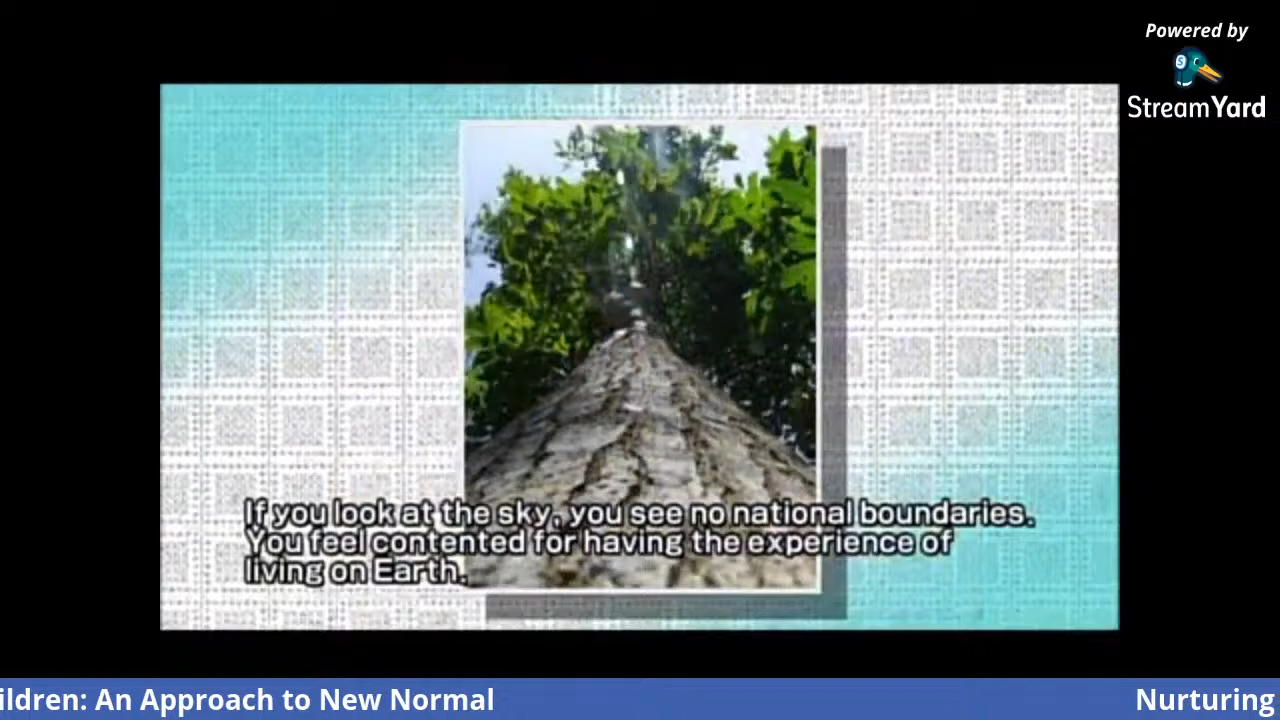 Powered by
StreamYard
If you look at the sky, you see no national boundaries.
You feel contented for having the experience of
living on Earth.
ildren: An Approach to New Normal
Nurturing